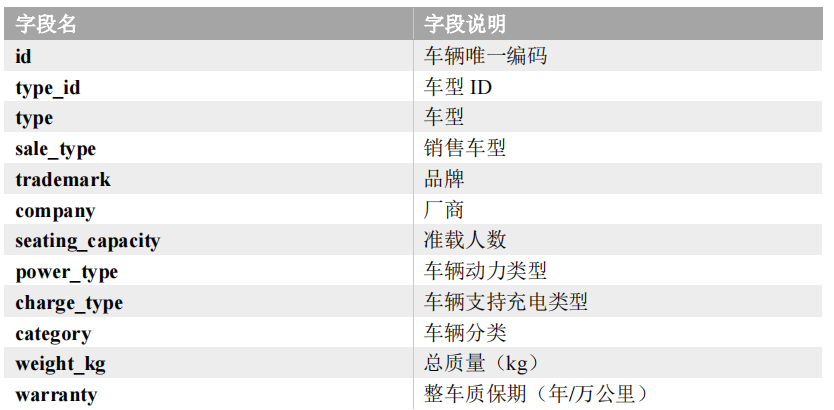 字段名 字段说明
id 车辆唯一编码
type_id 车型 ID
type 车型
sale_type 销售车型
trademark 品牌
company 厂商
seating_capacity 准载人数
power_type 车辆动力类型
charge_type 车辆支持充电类型
category 车辆分类
weight_kg 总质量（kg）
warranty 整车质保期（年/万公里）